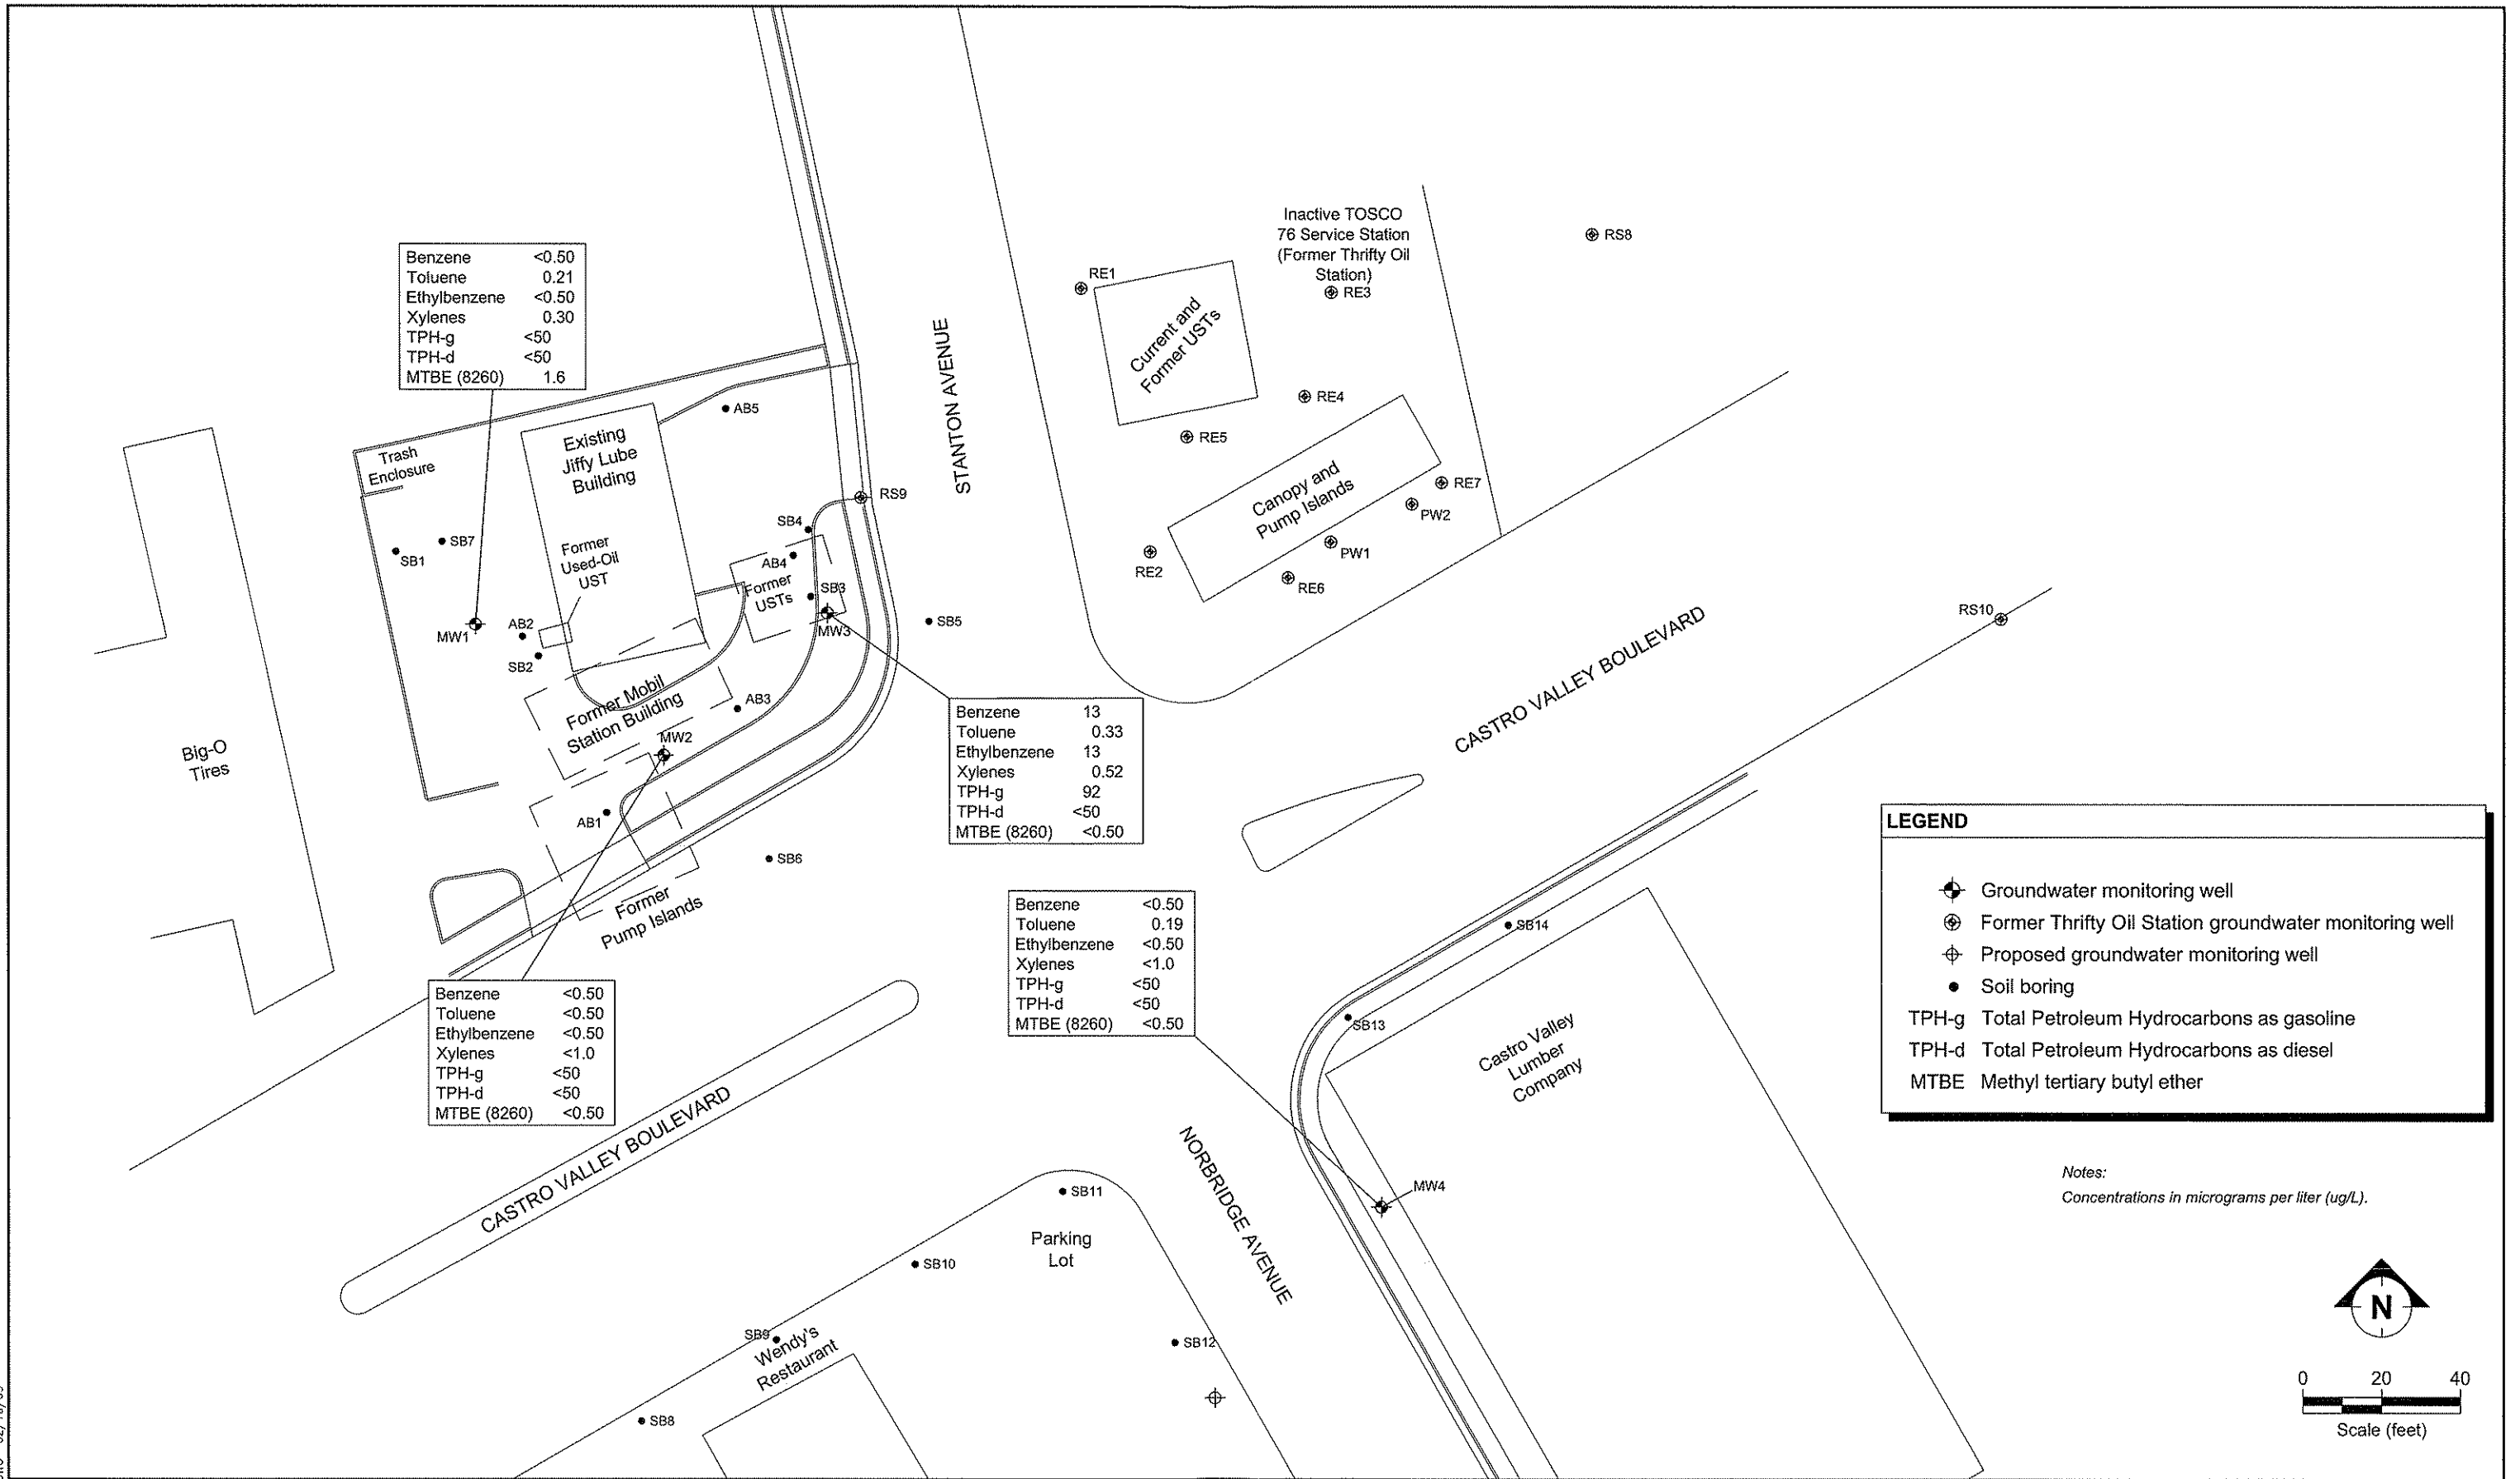 Benzene <0.50
Toluene 0.21
Ethylbenzene <0.50
Xylenes 0.30
TPH-g <50
TPH-d <50
MTBE (8260) 1.6
Inactive TOSCO
76 Service Station
(Former Thrifty Oil
Station)
RS8
RE1
RE3
Current and
Former USTs
STANTON AVENUE
RE4
RE5
AB5
Existing
Jiffy Lube
Building
Trash
Enclosure
Canopy and
Pump Islands
RE7
PW2
RS9
SB4
SB7
SB1
Former
Used-Oil
UST
AB4
Former
USTs
SB3
MW3
PW1
RE2
RE6
MW1
AB2
SB2
SB5
RS10
CASTRO VALLEY BOULEVARD
Former Mobil
Station Building
AB3
MW2
Big-O
Tires
Benzene 13
Toluene 0.33
Ethylbenzene 13
Xylenes 0.52
TPH-g 92
TPH-d <50
MTBE (8260) <0.50
AB1
SB6
Former
Pump Islands
LEGEND
Groundwater monitoring well
Former Thrifty Oil Station groundwater monitoring well
Proposed groundwater monitoring well
Soil boring
TPH-g Total Petroleum Hydrocarbons as gasoline
TPH-d Total Petroleum Hydrocarbons as diesel
MTBE Methyl tertiary butyl ether
Benzene <0.50
Toluene 0.19
Ethylbenzene <0.50
Xylenes <1.0
TPH-g <50
TPH-d <50
MTBE (8260) <0.50
SB14
SB13
Castro Valley
Lumber
Company
Benzene <0.50
Toluene <0.50
Ethylbenzene <0.50
Xylenes <1.0
TPH-g <50
TPH-d <50
MTBE (8260) <0.50
CASTRO VALLEY BOULEVARD
NORBRIDGE AVENUE
MW4
Notes:
Concentrations in micrograms per liter (ug/L).
SB11
Parking
Lot
SB10
SB9
Wendy's
Restaurant
SB12
SB8
N
0 20 40
Scale (feet)